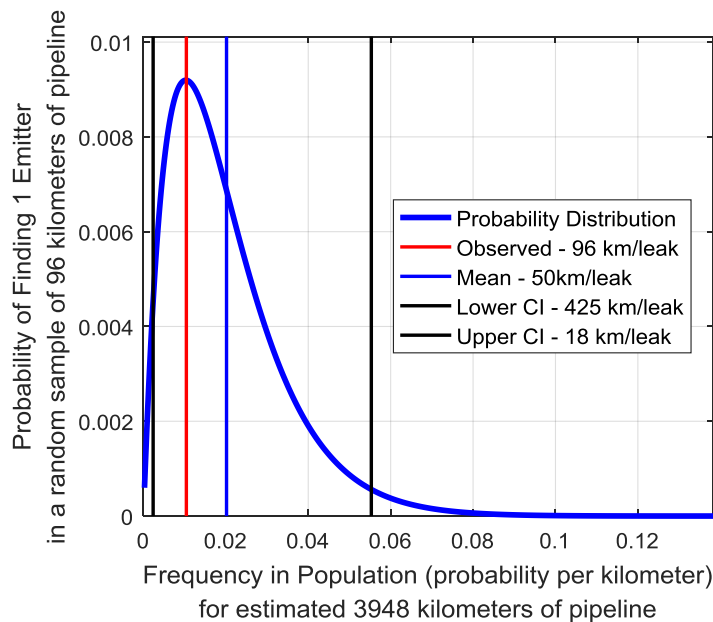 Probability of Finding 1 Emitter
in a random sample of 96 kilometers of pipeline
0.01
0.008
0.006
0.004
0.002
0
Probability Distribution
Observed - 96 km/leak
Mean - 50km/leak
Lower CI - 425 km/leak
Upper CI - 18 km/leak
0 0.02 0.04 0.06 0.08 0.1 0.12
Frequency in Population (probability per kilometer)
for estimated 3948 kilometers of pipeline